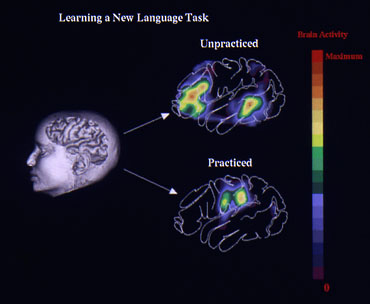 Learning a New Language Task
Brain Activity
Unpracticed
Maximum
Practiced
0